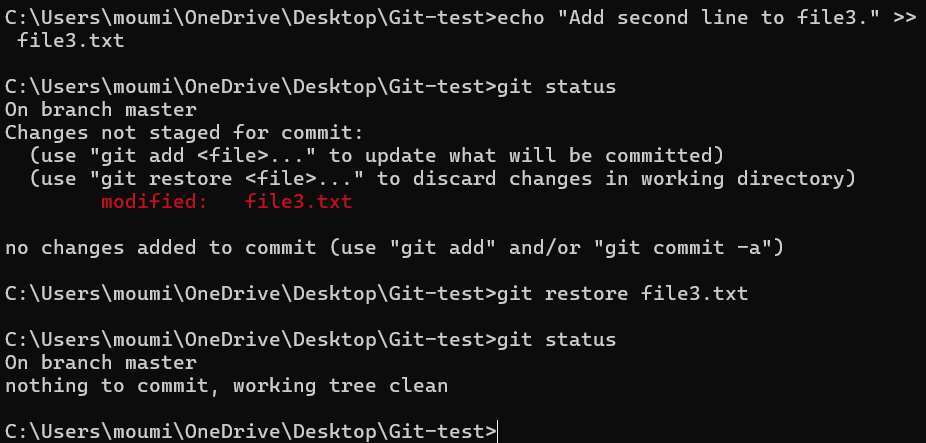 C:\Users\moumi\OneDrive\Desktop\Git-test>echo "Add second line to file3." >>
 file3.txt
C:\Users\moumi\OneDrive\Desktop\Git-test>git status
On branch master
Changes not staged for commit:
  (use "git add <file>..." to update what will be committed)
  (use "git restore <file>..." to discard changes in working directory)
        modified:   file3.txt
no changes added to commit (use "git add" and/or "git commit -a")
C:\Users\moumi\OneDrive\Desktop\Git-test>git restore file3.txt
C:\Users\moumi\OneDrive\Desktop\Git-test>git status
On branch master
nothing to commit, working tree clean
C:\Users\moumi\OneDrive\Desktop\Git-test>